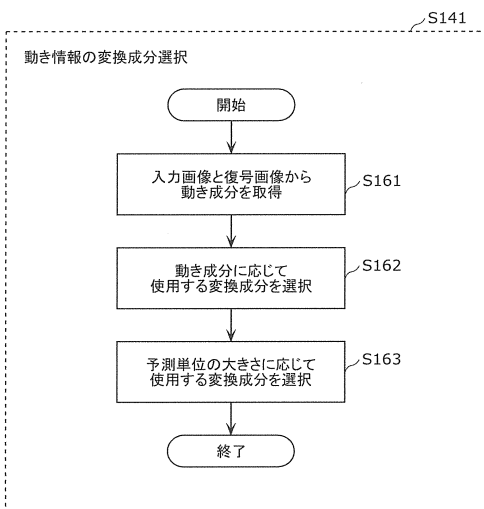 S141
動き情報の変換成分選択
開始
入力画像と復号画像から
動き成分を取得
S161
動き成分に応じて
使用する変換成分を選択
S162
予測単位の大きさに応じて
使用する変換成分を選択
S163
終了